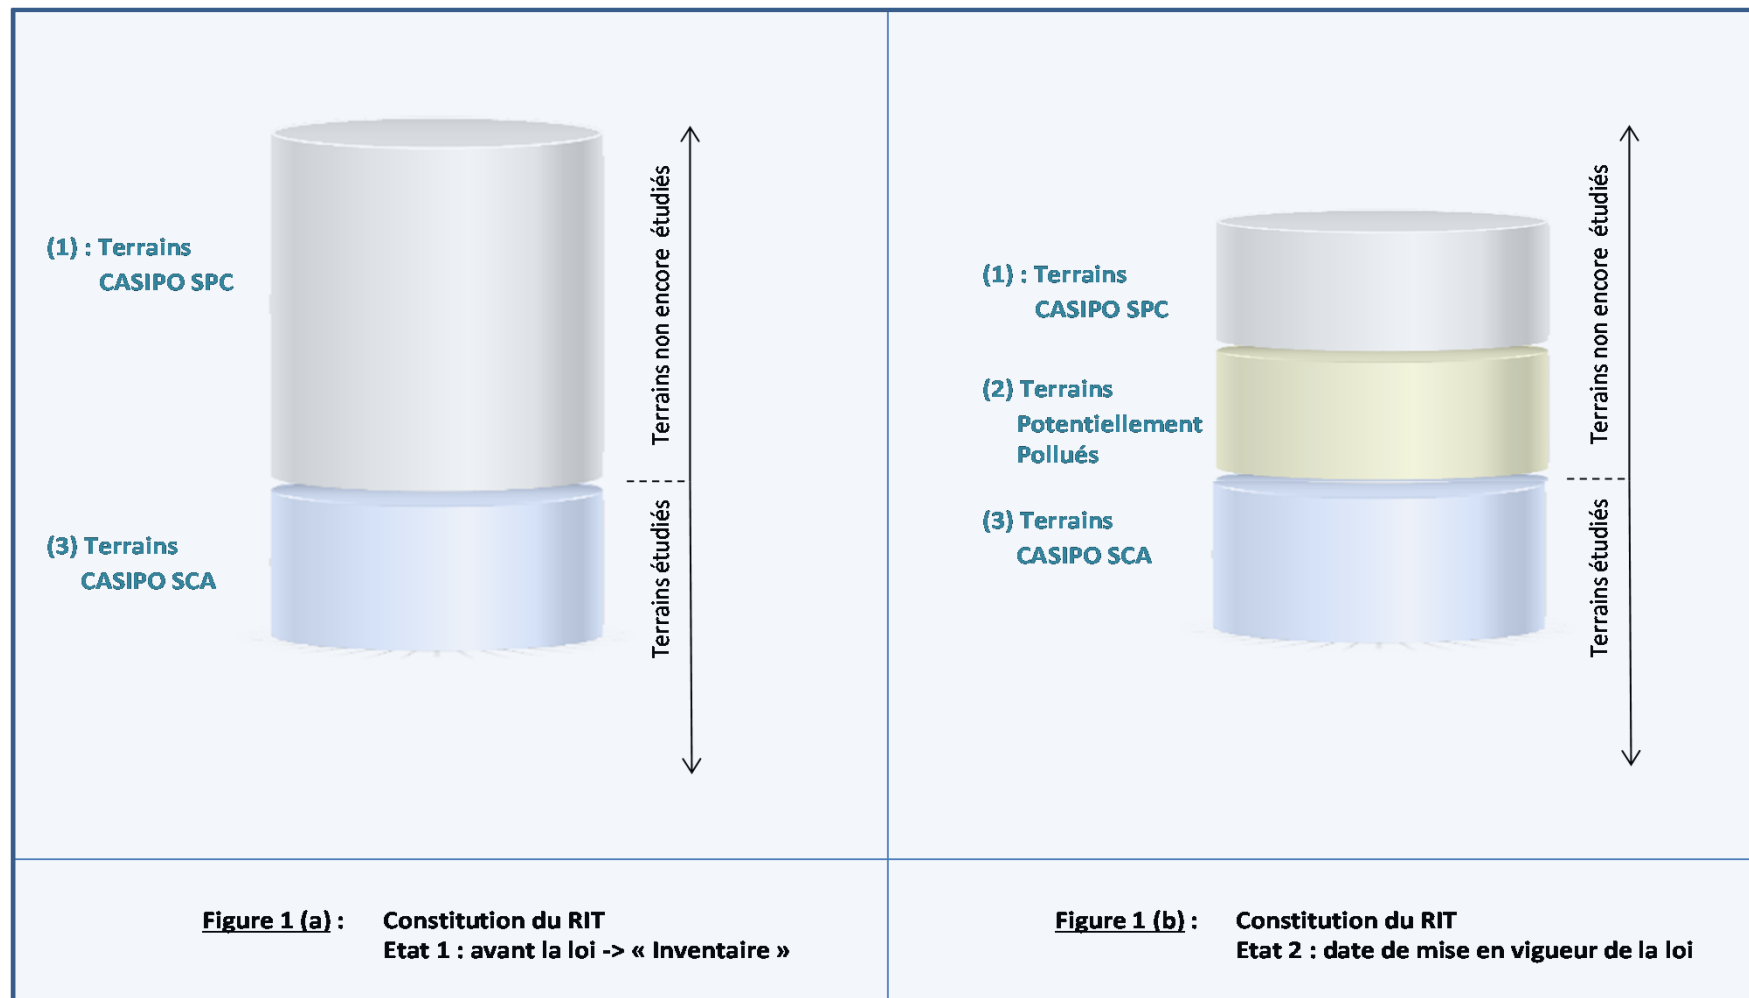 (1) : Terrains
CASIPO SPC
(3) Terrains
CASIPO SCA
Terrains non encore étudiés
Terrains étudiés
(1) : Terrains
CASIPO SPC
(2) Terrains
Potentiellement
Pollués
(3) Terrains
CASIPO SCA
Terrains non encore étudiés
Terrains étudiés
Figure 1 (a) : Constitution du RIT
Etat 1 : avant la loi -> « Inventaire »
Figure 1 (b) : Constitution du RIT
Etat 2 : date de mise en vigueur de la loi